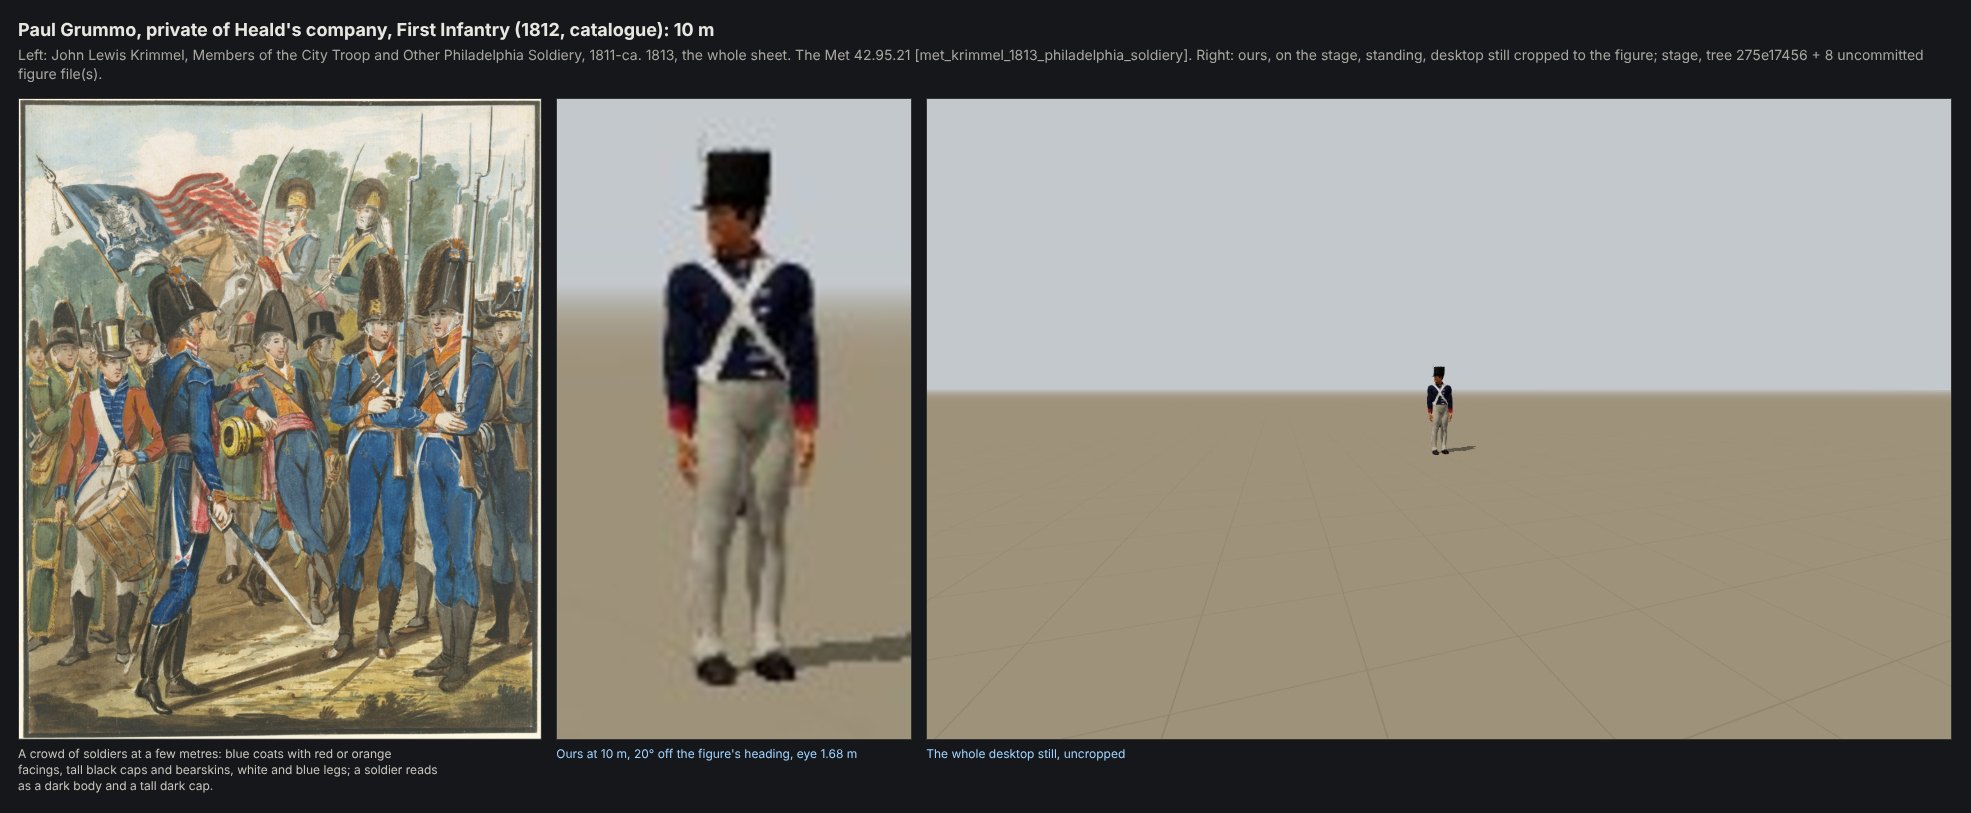 Paul Grummo, private of Heald's company, First Infantry (1812, catalogue): 10 m
Left: John Lewis Krimmel, Members of the City Troop and Other Philadelphia Soldiery, 1811-ca. 1813, the whole sheet. The Met 42.95.21 [met_krimmel_1813_philadelphia_soldiery]. Right: ours, on the stage, standing, desktop still cropped to the figure; stage, tree 275e17456 + 8 uncommitted
figure file(s).
A crowd of soldiers at a few metres: blue coats with red or orange
facings, tall black caps and bearskins, white and blue legs; a soldier reads
as a dark body and a tall dark cap.
Ours at 10 m, 20° off the figure's heading, eye 1.68 m
The whole desktop still, uncropped